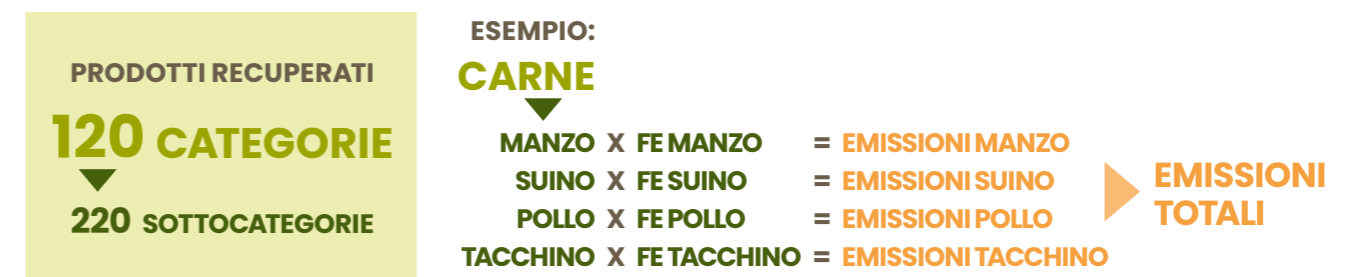 PRODOTTI RECUPERATI
120 CATEGORIE
220 SOTTOCATEGORIE
ESEMPIO:
CARNE
MANZO X FE MANZO = EMISSIONI MANZO
SUINO X FE SUINO = EMISSIONI SUINO
POLLO X FE POLLO = EMISSIONI POLLO
TACCHINO X FE TACCHINO = EMISSIONI TACCHINO
EMISSIONI
TOTALI